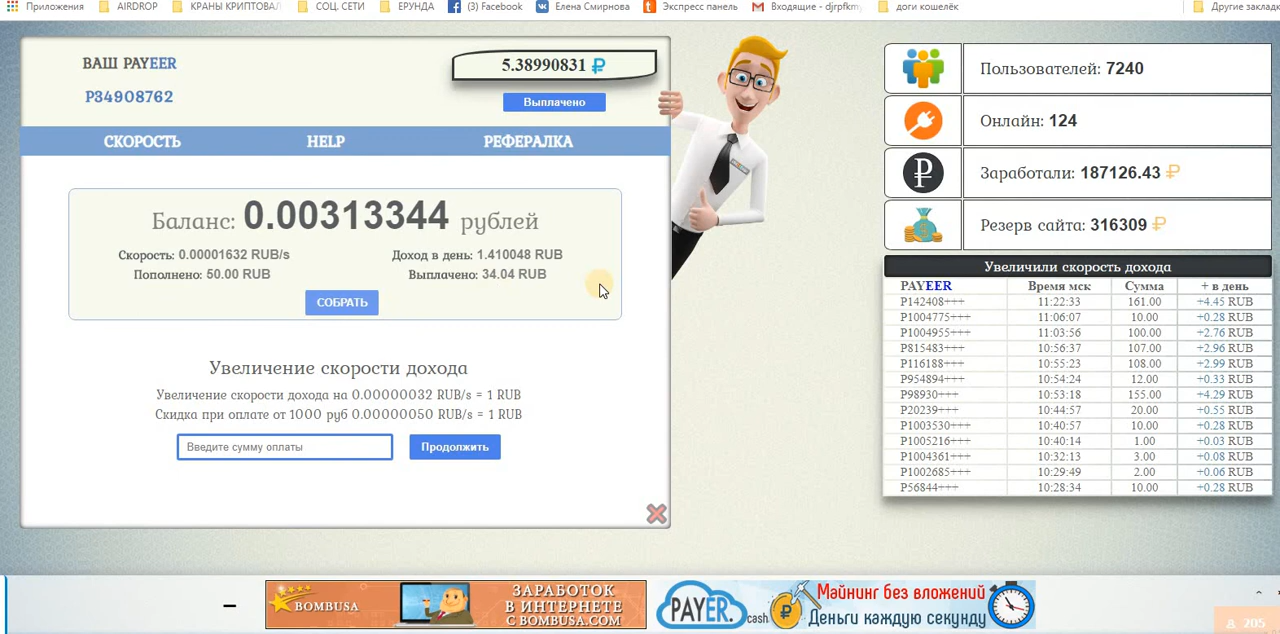 Приложения AIRDROP КРАНЫ КРИПТОВАЛ СОЦ. СЕТИ ЕРУНДА (3) Facebook Елена Смирнова Экспресс панель Входящие - djrpfkm доги кошелёк Другие заклад
ВАШ PAYEER
P34908762
5.38990831
Выплачено
СКОРОСТЬ HELP РЕФЕРАЛКА
Баланс: 0.00313344 рублей
Скорость: 0.00001632 RUB/s Доход в день: 1.410048 RUB
Пополнено: 50.00 RUB Выплачено: 34.04 RUB
СОБРАТЬ
Увеличение скорости дохода
Увеличение скорости дохода на 0.00000032 RUB/s = 1 RUB
Скидка при оплате от 1000 руб 0.00000050 RUB/s = 1 RUB
Введите сумму оплаты Продолжить
Пользователей: 7240
Онлайн: 124
Заработали: 187126.43
Резерв сайта: 316309
Увеличили скорость дохода
PAYEER Время мск Сумма + в день
P142408+++ 11:22:33 161.00 +4.45 RUB
P1004775+++ 11:06:07 10.00 +0.28 RUB
P1004955+++ 11:03:56 100.00 +2.76 RUB
P815483+++ 10:56:37 107.00 +2.96 RUB
P116188+++ 10:55:23 108.00 +2.99 RUB
P954894+++ 10:54:24 12.00 +0.33 RUB
P98930+++ 10:53:18 155.00 +4.29 RUB
P20239+++ 10:44:57 20.00 +0.55 RUB
P1003530+++ 10:40:57 10.00 +0.28 RUB
P1005216+++ 10:40:14 1.00 +0.03 RUB
P1004361+++ 10:32:13 3.00 +0.08 RUB
P1002685+++ 10:29:49 2.00 +0.06 RUB
P56844+++ 10:28:34 10.00 +0.28 RUB
BOMBUSA
ЗАРАБОТОК
В ИНТЕРНЕТЕ
С BOMBUSA.COM
PAYER.cash
Майнинг без вложений
Деньги каждую секунду
205